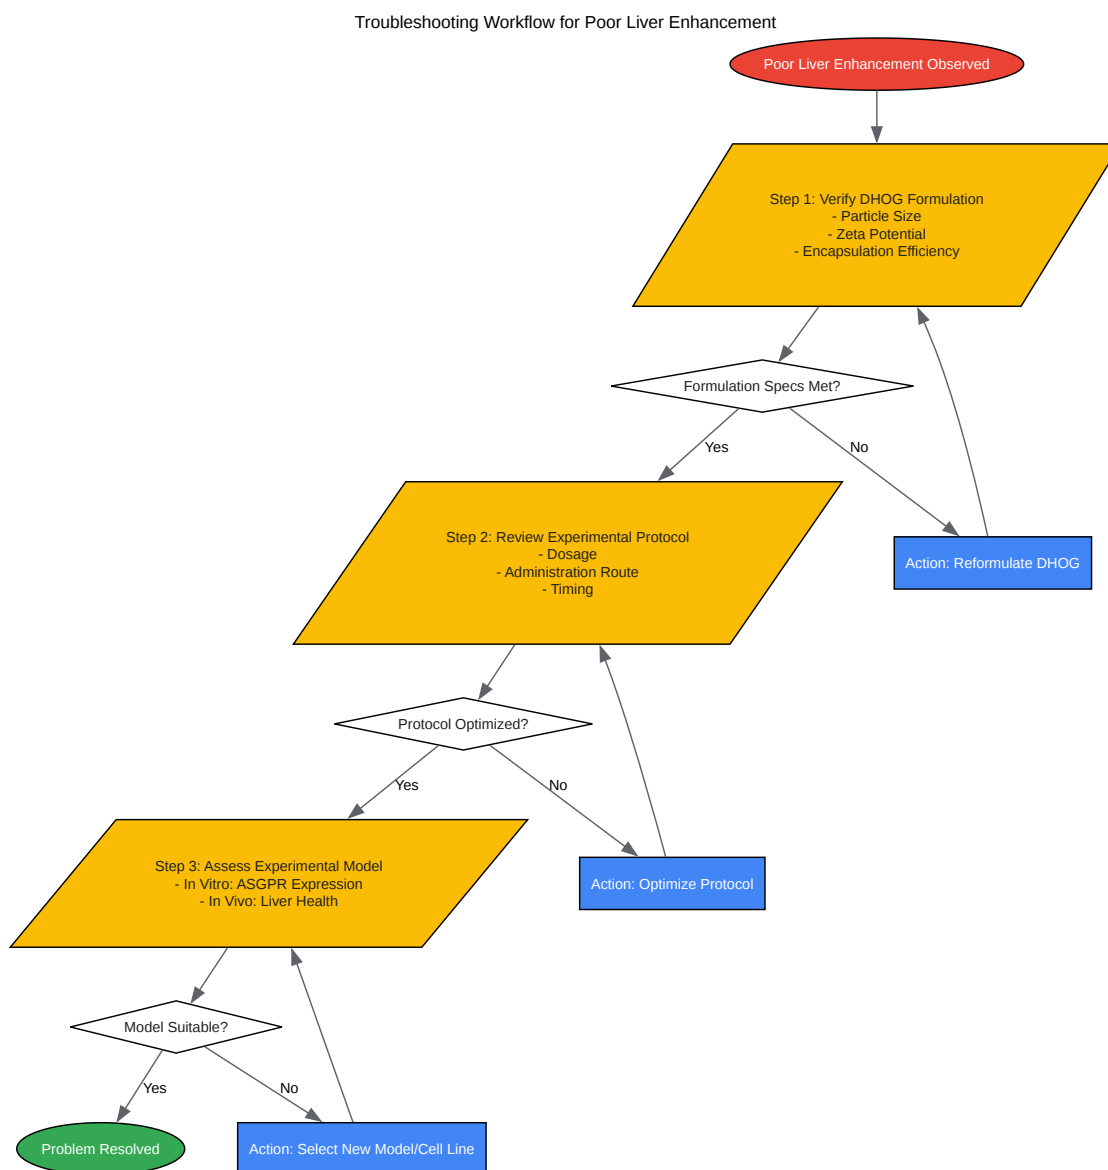 Troubleshooting Workflow for Poor Liver Enhancement
Poor Liver Enhancement Observed
Step 1: Verify DHOG Formulation
- Particle Size
- Zeta Potential
- Encapsulation Efficiency
Formulation Specs Met?
Yes
No
Step 2: Review Experimental Protocol
- Dosage
- Administration Route
- Timing
Action: Reformulate DHOG
Protocol Optimized?
Yes
No
Step 3: Assess Experimental Model
- In Vitro: ASGPR Expression
- In Vivo: Liver Health
Action: Optimize Protocol
Model Suitable?
Yes
No
Problem Resolved
Action: Select New Model/Cell Line